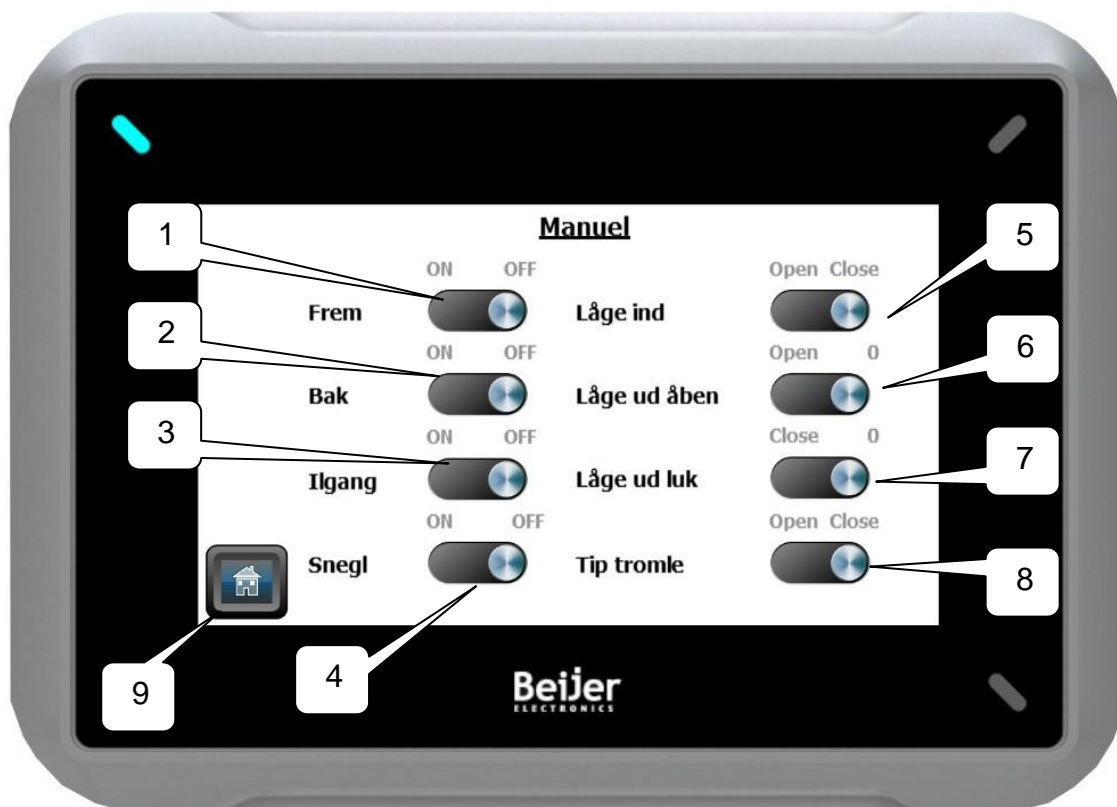 Manuel
1
ON OFF
Frem
2
ON OFF
Bak
3
ON OFF
Ilgang
ON OFF
Snegl
4
9
Open Close
Låge ind
5
Open 0
Låge ud åben
6
Close 0
Låge ud luk
7
Open Close
Tip tromle
8
Beijer
ELECTRONICS